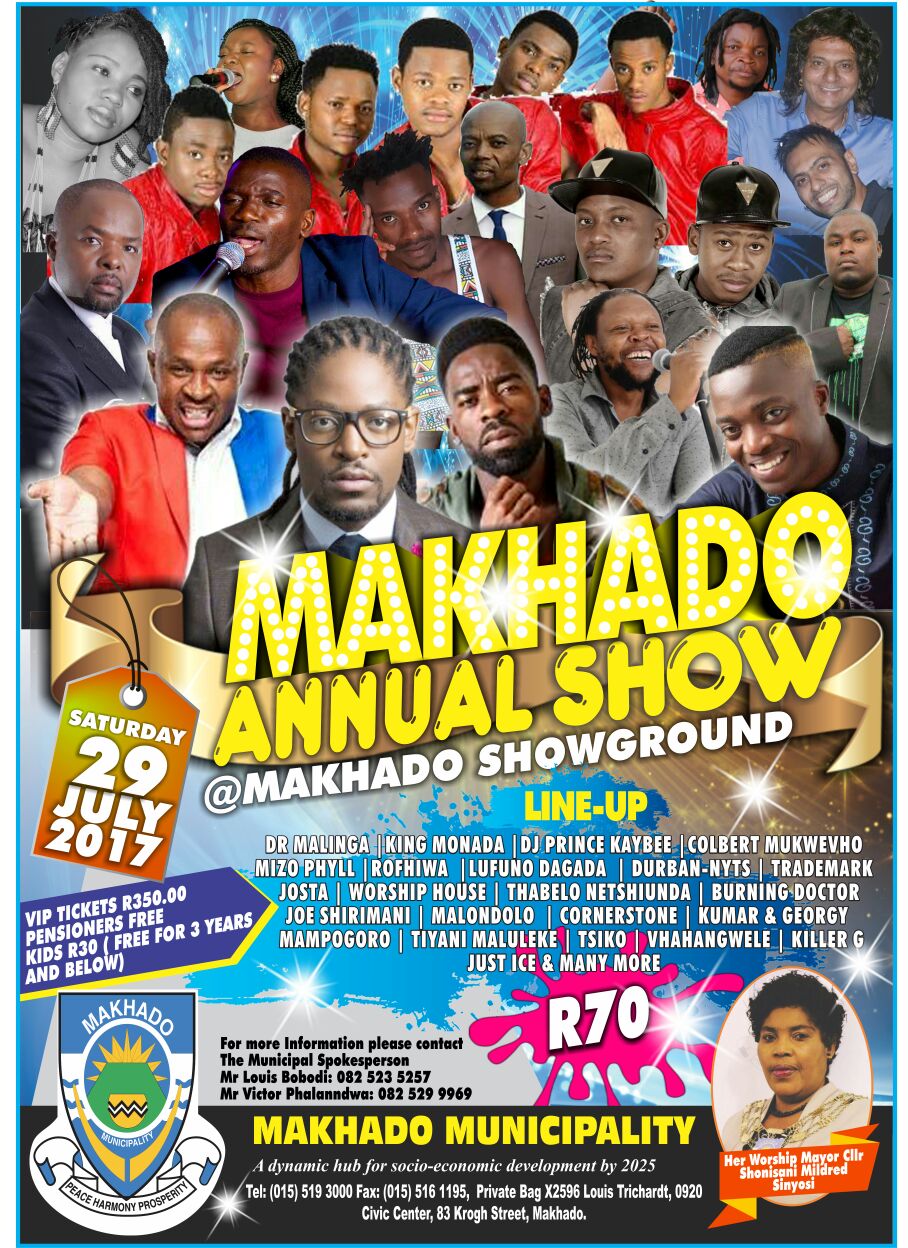 MAKHADO
ANNUAL SHOW
@MAKHADO SHOWGROUND
SATURDAY
29
JULY
2017
LINE-UP
DR MALINGA | KING MONADA | DJ PRINCE KAYBEE | COLBERT MUKWEVHO
MIZO PHYLL | ROFHIWA | LUFUNO DAGADA | DURBAN-NYTS | TRADEMARK
JOSTA | WORSHIP HOUSE | THABELO NETSHIUNDA | BURNING DOCTOR
JOE SHIRIMANI | MALONDOLO | CORNERSTONE | KUMAR & GEORGY
MAMPOGORO | TIYANI MALULEKE | TSIKO | VHAHANGWELE | KILLER G
JUST ICE & MANY MORE
VIP TICKETS R350.00
PENSIONERS FREE
KIDS R30 ( FREE FOR 3 YEARS
AND BELOW)
R70
MAKHADO
MUNICIPALITY
PEACE HARMONY PROSPERITY
For more Information please contact
The Municipal Spokesperson
Mr Louis Bobodi: 082 523 5257
Mr Victor Phalanndwa: 082 529 9969
MAKHADO MUNICIPALITY
A dynamic hub for socio-economic development by 2025
Tel: (015) 519 3000 Fax: (015) 516 1195, Private Bag X2596 Louis Trichardt, 0920
Civic Center, 83 Krogh Street, Makhado.
Her Worship Mayor Cllr
Shonisani Mildred
Sinyosi